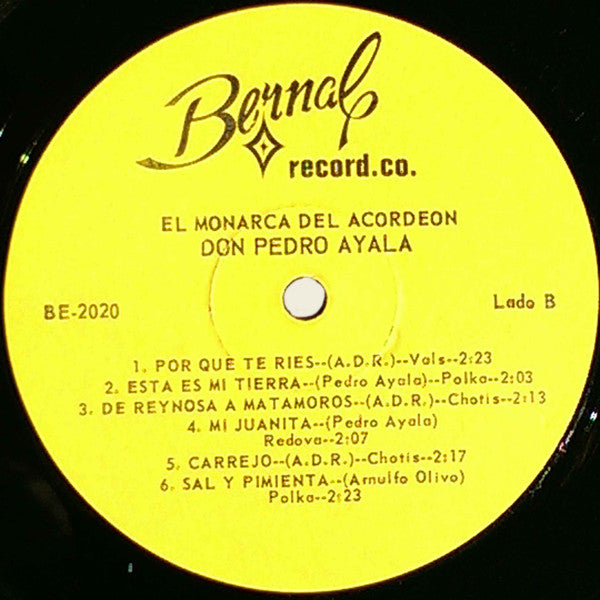 Bernal
record.co.
EL MONARCA DEL ACORDEON
DON PEDRO AYALA
BE-2020
Lado B
1. POR QUE TE RIES--(A.D.R.)--Vals--2:23
2. ESTA ES MI TIERRA--(Pedro Ayala)--Polka--2:03
3. DE REYNOSA A MATAMOROS--(A.D.R.)--Chotis--2:13
4. MI JUANITA--(Pedro Ayala)
Redova--2:07
5. CARREJO--(A.D.R.)--Chotis--2:17
6. SAL Y PIMIENTA--(Arnulfo Olivo)
Polka--2:23